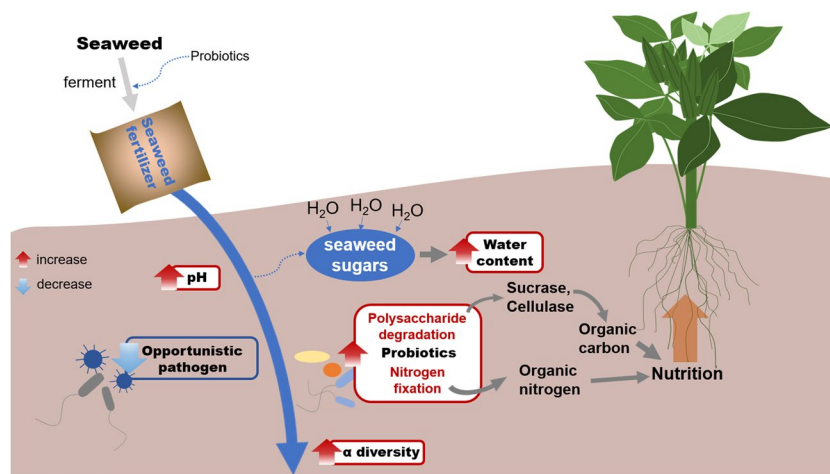 Seaweed
Probiotics
ferment
Seaweed
fertilizer
H₂O H₂O H₂O
seaweed
sugars
Water
content
increase
decrease
pH
Sucrase,
Cellulase
Polysaccharide
degradation
Probiotics
Nitrogen
fixation
Organic
carbon
Opportunistic
pathogen
Organic
nitrogen
Nutrition
α diversity